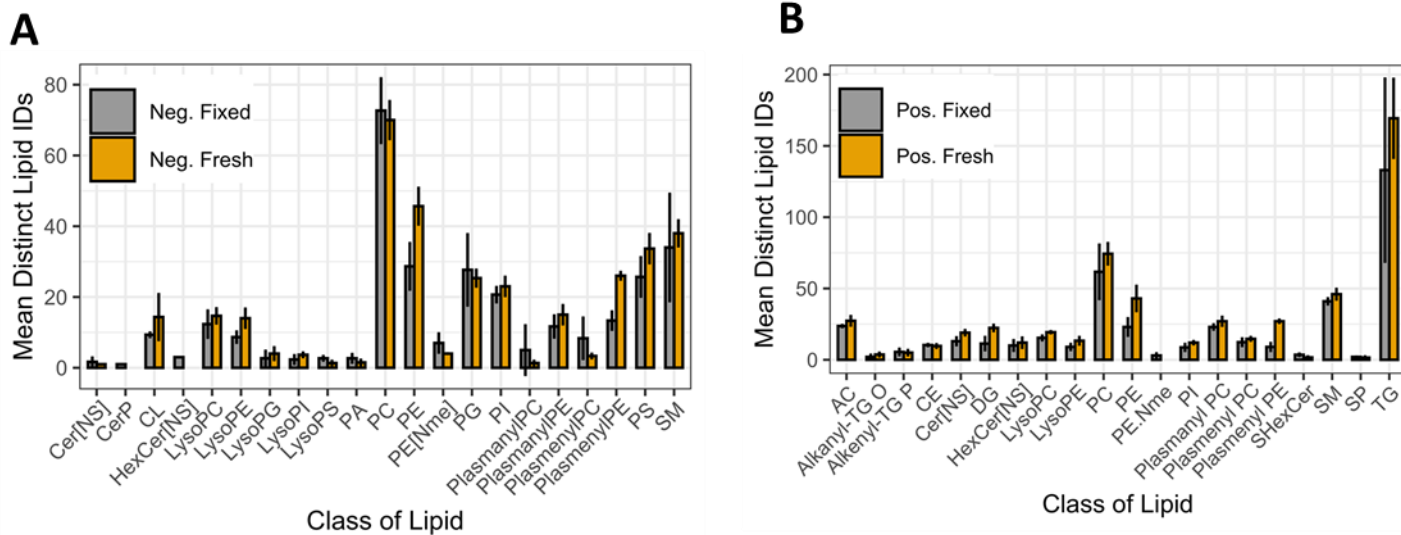 A
Mean Distinct Lipid IDs
80
60
40
20
0
Neg. Fixed
Neg. Fresh
Cer[NS]
CerP
CL
HexCer[NS]
LysoPC
LysoPE
LysoPG
LysoPI
LysoPS
PA
PC
PE
PE[Nme]
PG
PI
PlasmanylPC
PlasmanylPE
PlasmenylPC
PlasmenylPE
PS
SM
Class of Lipid
B
Mean Distinct Lipid IDs
200
150
100
50
0
Pos. Fixed
Pos. Fresh
AC
Alkanyl-TG O
Alkenyl-TG P
CE
Cer[NS]
DG
HexCer[NS]
LysoPC
LysoPE
PC
PE
PE.Nme
PI
Plasmanyl PC
Plasmenyl PC
Plasmenyl PE
SHexCer
SM
SP
TG
Class of Lipid